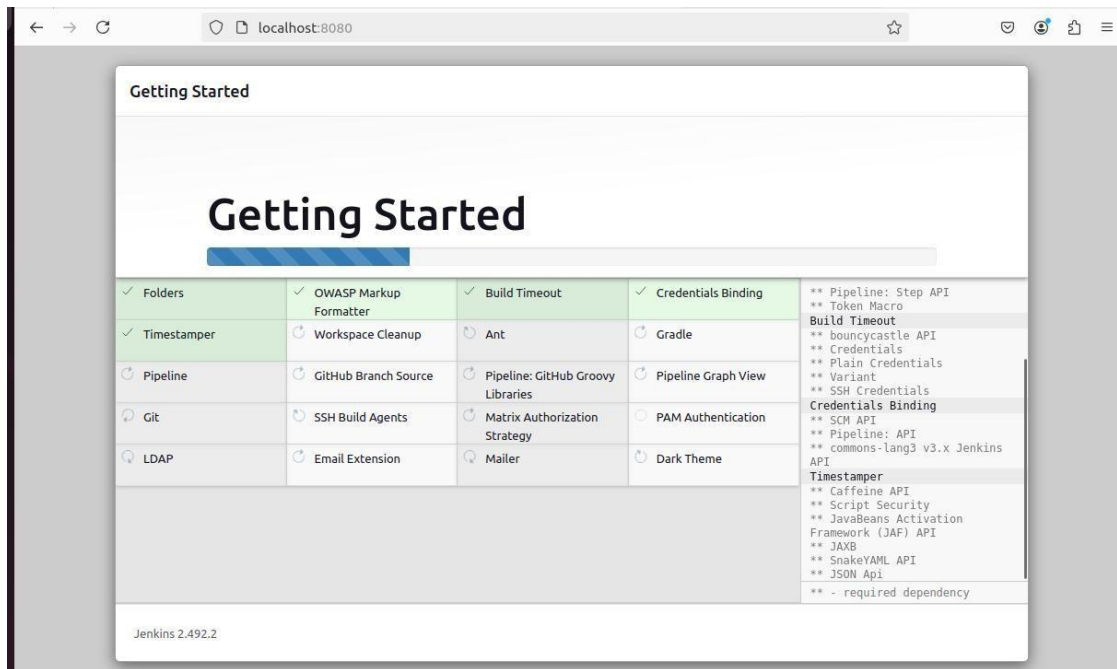 localhost:8080
Getting Started
Getting Started
Folders
OWASP Markup
Formatter
Build Timeout
Credentials Binding
Timestamper
Workspace Cleanup
Ant
Gradle
Pipeline
GitHub Branch Source
Pipeline: GitHub Groovy
Libraries
Pipeline Graph View
Git
SSH Build Agents
Matrix Authorization
Strategy
PAM Authentication
LDAP
Email Extension
Mailer
Dark Theme
** Pipeline: Step API
** Token Macro
Build Timeout
** bouncycastle API
** Credentials
** Plain Credentials
** Variant
** SSH Credentials
Credentials Binding
** SCM API
** Pipeline: API
** commons-lang3 v3.x Jenkins
API
Timestamper
** Caffeine API
** Script Security
** JavaBeans Activation
Framework (JAF) API
** JAXB
** SnakeYAML API
** JSON Api
** - required dependency
Jenkins 2.492.2